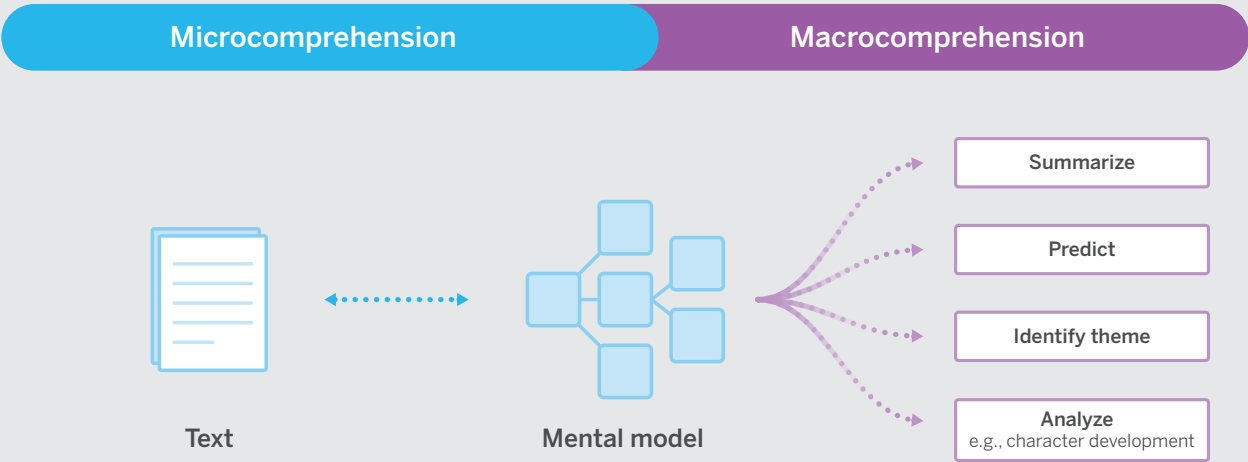 Microcomprehension
Macrocomprehension
Text
Mental model
Summarize
Predict
Identify theme
Analyze
e.g., character development